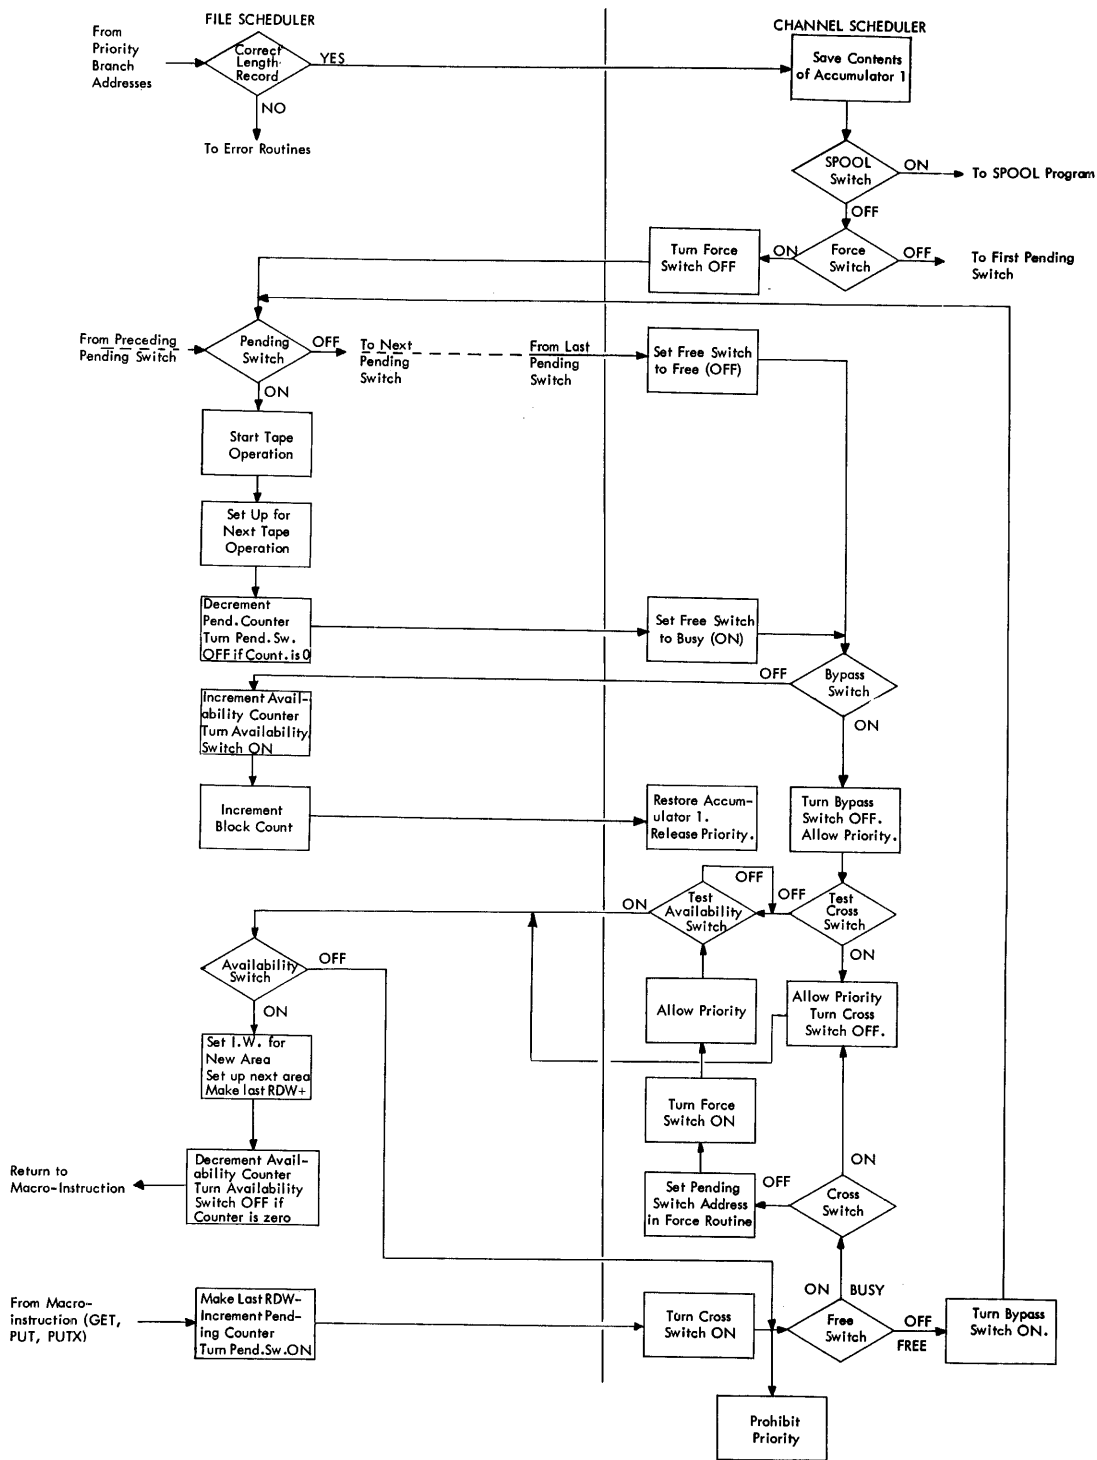 FILE SCHEDULER
CHANNEL SCHEDULER
From
Priority
Branch
Addresses
Correct
Length
Record
YES
NO
To Error Routines
Save Contents
of Accumulator 1
SPOOL
Switch
ON
To SPOOL Program
OFF
Force
Switch
ON
OFF
To First Pending
Switch
Turn Force
Switch OFF
From Preceding
Pending Switch
Pending
Switch
OFF
ON
To Next
Pending
Switch
From Last
Pending
Switch
Set Free Switch
to Free (OFF)
Start Tape
Operation
Set Up for
Next Tape
Operation
Decrement
Pend. Counter
Turn Pend. Sw.
OFF if Count. is 0
Set Free Switch
to Busy (ON)
Bypass
Switch
OFF
ON
Increment Avail-
ability Counter
Turn Availability
Switch ON
Increment
Block Count
Restore Accum-
ulator 1.
Release Priority.
Turn Bypass
Switch OFF.
Allow Priority.
Test
Cross
Switch
OFF
ON
Test
Availability
Switch
OFF
ON
Availability
Switch
OFF
ON
Allow Priority
Allow Priority
Turn Cross
Switch OFF.
Set I.W. for
New Area
Set up next area
Make last RDW+
Turn Force
Switch ON
Return to
Macro-Instruction
Decrement Avail-
ability Counter
Turn Availability
Switch OFF if
Counter is zero
Set Pending
Switch Address
in Force Routine
OFF
ON
Cross
Switch
From Macro-
instruction (GET,
PUT, PUTX)
Make Last RDW-
Increment Pend-
ing Counter
Turn Pend. Sw. ON
Turn Cross
Switch ON
ON BUSY
Free
Switch
OFF
FREE
Turn Bypass
Switch ON.
Prohibit
Priority